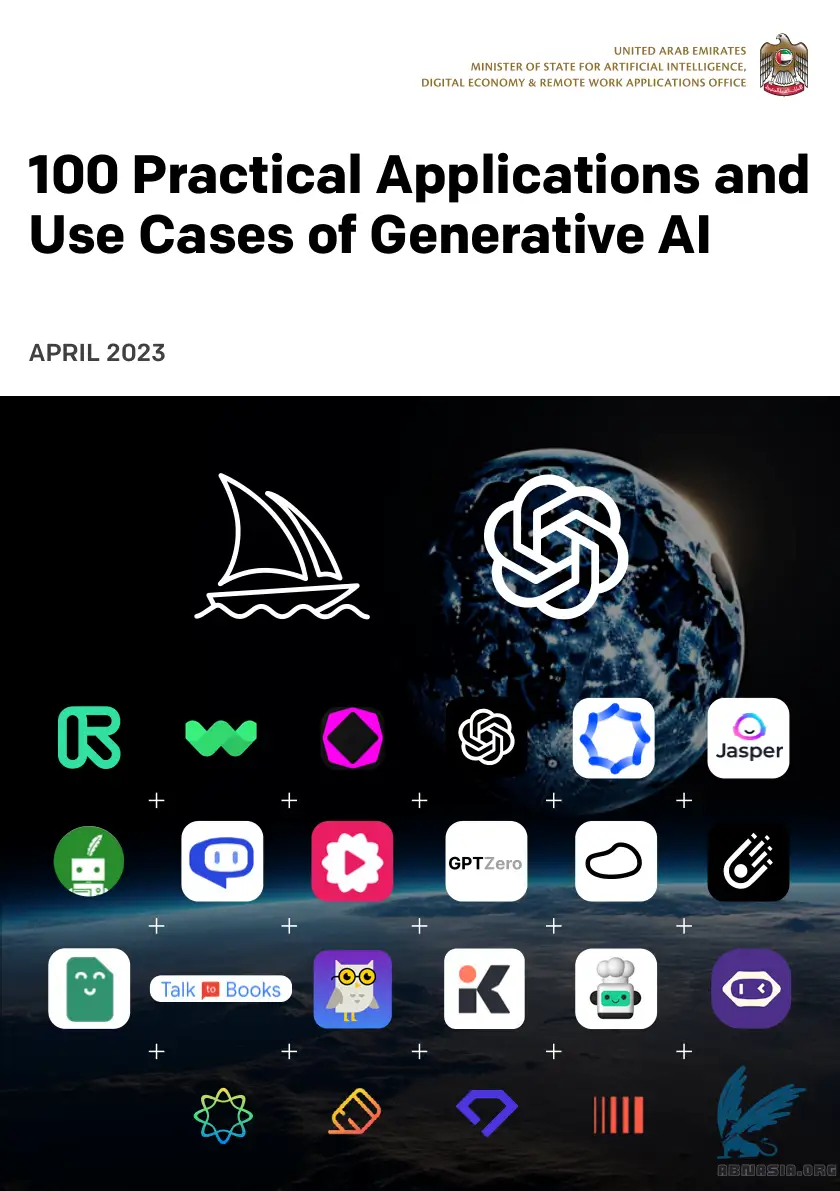 UNITED ARAB EMIRATES
MINISTER OF STATE FOR ARTIFICIAL INTELLIGENCE,
DIGITAL ECONOMY & REMOTE WORK APPLICATIONS OFFICE
100 Practical Applications and
Use Cases of Generative AI
APRIL 2023
Jasper
GPTZero
Talk to Books
ABNASIA.ORG